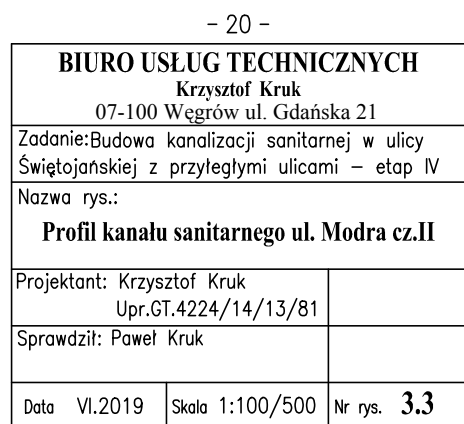 - 20 -
BIURO USŁUG TECHNICZNYCH
Krzysztof Kruk
07-100 Węgrów ul. Gdańska 21
Zadanie:Budowa kanalizacji sanitarnej w ulicy
Świętojańskiej z przyległymi ulicami – etap IV
Nazwa rys.:
Profil kanału sanitarnego ul. Modra cz.II
Projektant: Krzysztof Kruk
Upr.GT.4224/14/13/81
Sprawdził: Paweł Kruk
Data VI.2019 Skala 1:100/500 Nr rys. 3.3